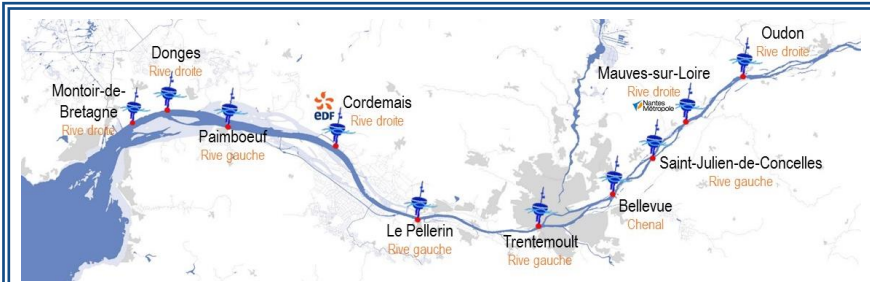 Oudon
Rive droite
Donges
Rive droite
Mauves-sur-Loire
Rive droite
Nantes
Métropole
Montoir-de-
Bretagne
Rive droite
eDF
Cordemais
Rive droite
Paimboeuf
Rive gauche
Saint-Julien-de-Concelles
Rive gauche
Bellevue
Chenal
Le Pellerin
Rive gauche
Trentemoult
Rive gauche